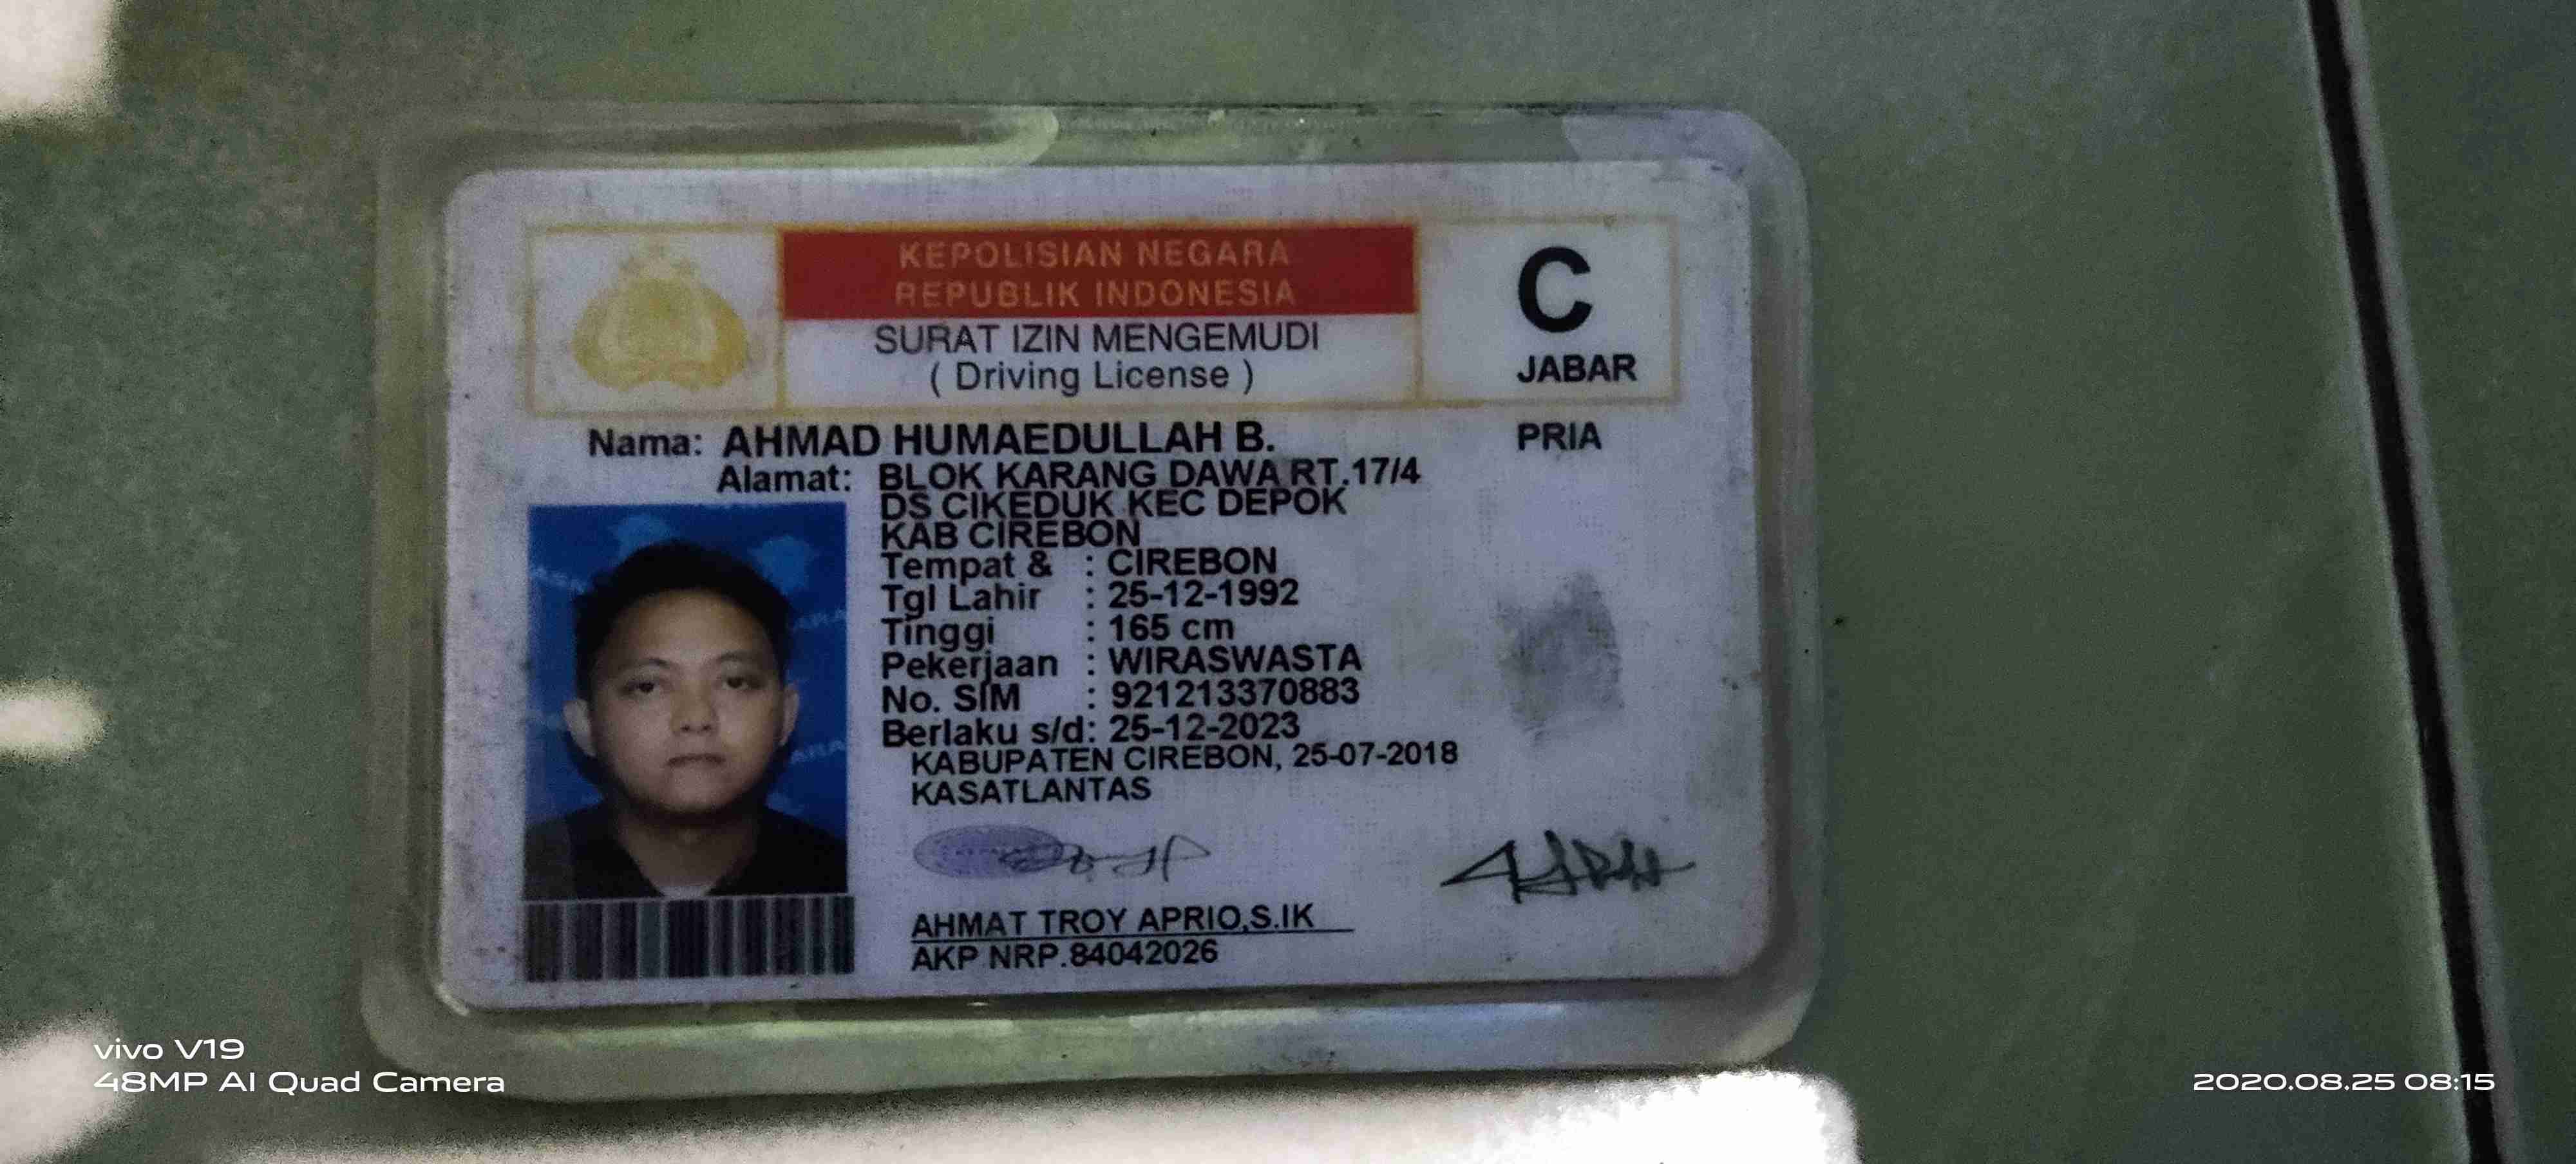 KEPOLISIAN NEGARA
REPUBLIK INDONESIA
SURAT IZIN MENGEMUDI
( Driving License )
C
JABAR
Nama: AHMAD HUMAEDULLAH B.
PRIA
Alamat: BLOK KARANG DAWA RT.17/4
DS CIKEDUK KEC DEPOK
KAB CIREBON
Tempat & : CIREBON
Tgl Lahir : 25-12-1992
Tinggi : 165 cm
Pekerjaan : WIRASWASTA
No. SIM : 921213370883
Berlaku s/d: 25-12-2023
KABUPATEN CIREBON, 25-07-2018
KASATLANTAS
AHMAT TROY APRIO,S.IK
AKP NRP.84042026
vivo V19
48MP AI Quad Camera
2020.08.25 08:15